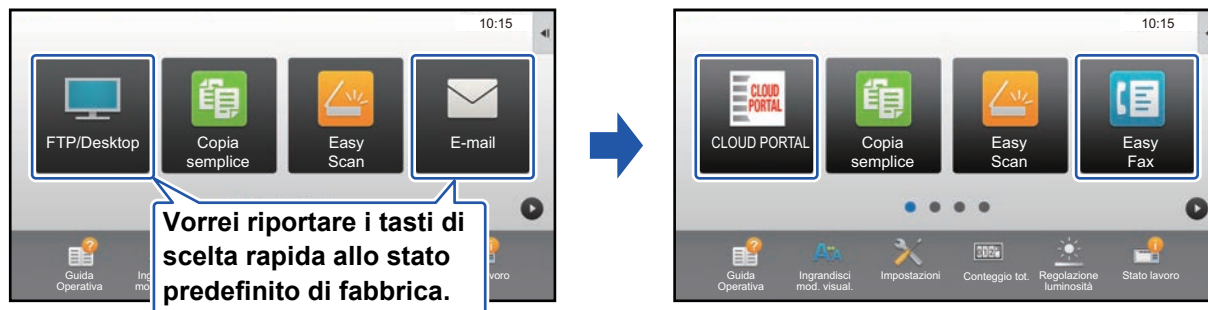 10:15
FTP/Desktop
Copia
semplice
Easy
Scan
E-mail
Vorrei riportare i tasti di
scelta rapida allo stato
predefinito di fabbrica.
Guida
Operativa
10:15
CLOUD
PORTAL
CLOUD PORTAL
Copia
semplice
Easy
Scan
Easy
Fax
Guida
Operativa
Ingrandisci
mod. visual.
Impostazioni
Conteggio tot.
Regolazione
luminosità
Stato lavoro